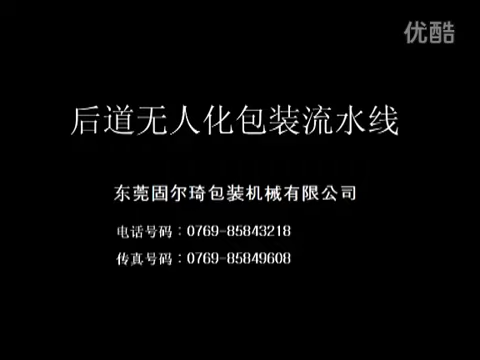 优酷
后道无人化包装流水线
东莞固尔琦包装机械有限公司
电话号码：0769-85843218
传真号码：0769-85849608